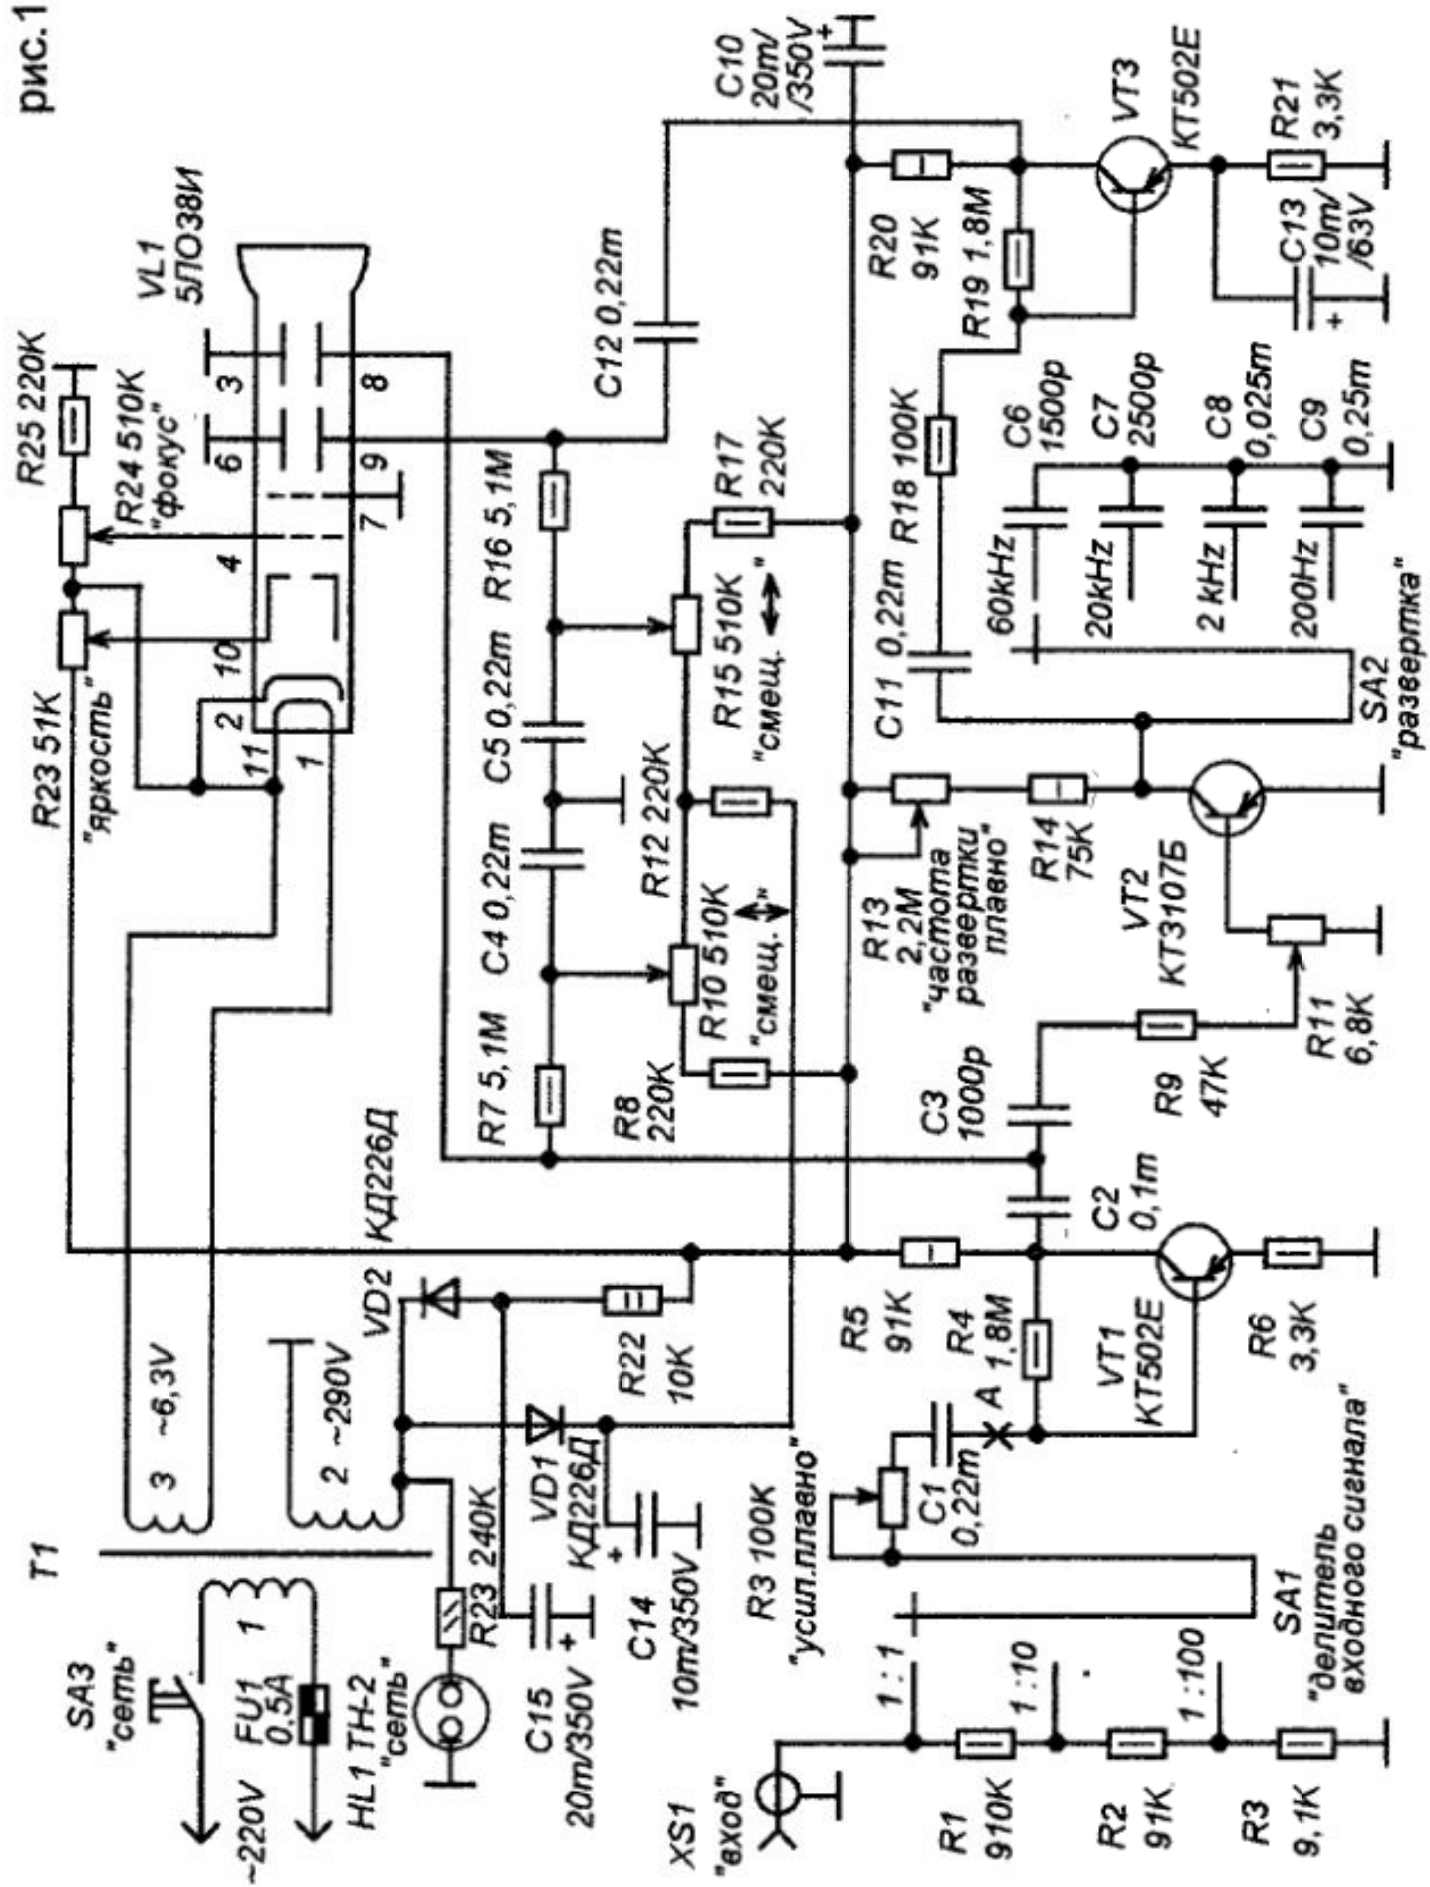 рис.1
T1
SA3
"сеть"
~220V
FU1
0,5A
1
3 ~6,3V
2 ~290V
HL1 TH-2
"сеть"
R23 240K
C15
20m/350V
+
VD2 КД226Д
VD1
КД226Д
C14
10m/350V
+
R22
10K
R23 51K
"яркость"
R24 510K
"фокус"
R25 220K
VL1
5ЛО38И
11
1
2
10
4
7
6
9
3
8
R7 5,1M
C4 0,22m
C5 0,22m
R16 5,1M
C12 0,22m
R8
220K
R10 510K
"смещ. ↕"
R12 220K
R15 510K
"смещ. ↔"
R17
220K
C10
20m/
/350V
+
XS1
"вход"
R1
910K
R2
91K
R3
9,1K
1:1
1:10
1:100
SA1
"делитель
входного сигнала"
R3 100K
"усил.плавно"
C1
0,22m
A
R4
1,8M
R5
91K
VT1
КТ502Е
R6
3,3K
C2
0,1m
C3
1000p
R9
47K
R11
6,8K
R13
2,2M
"частота
развертки
плавно"
R14
75K
VT2
КТ3107Б
C11 0,22m
R18 100K
SA2
"развертка"
60kHz
20kHz
2 kHz
200Hz
C6
1500p
C7
2500p
C8
0,025m
C9
0,25m
R20
91K
R19 1,8M
VT3
КТ502Е
R21
3,3K
C13
10m/
/63V
+